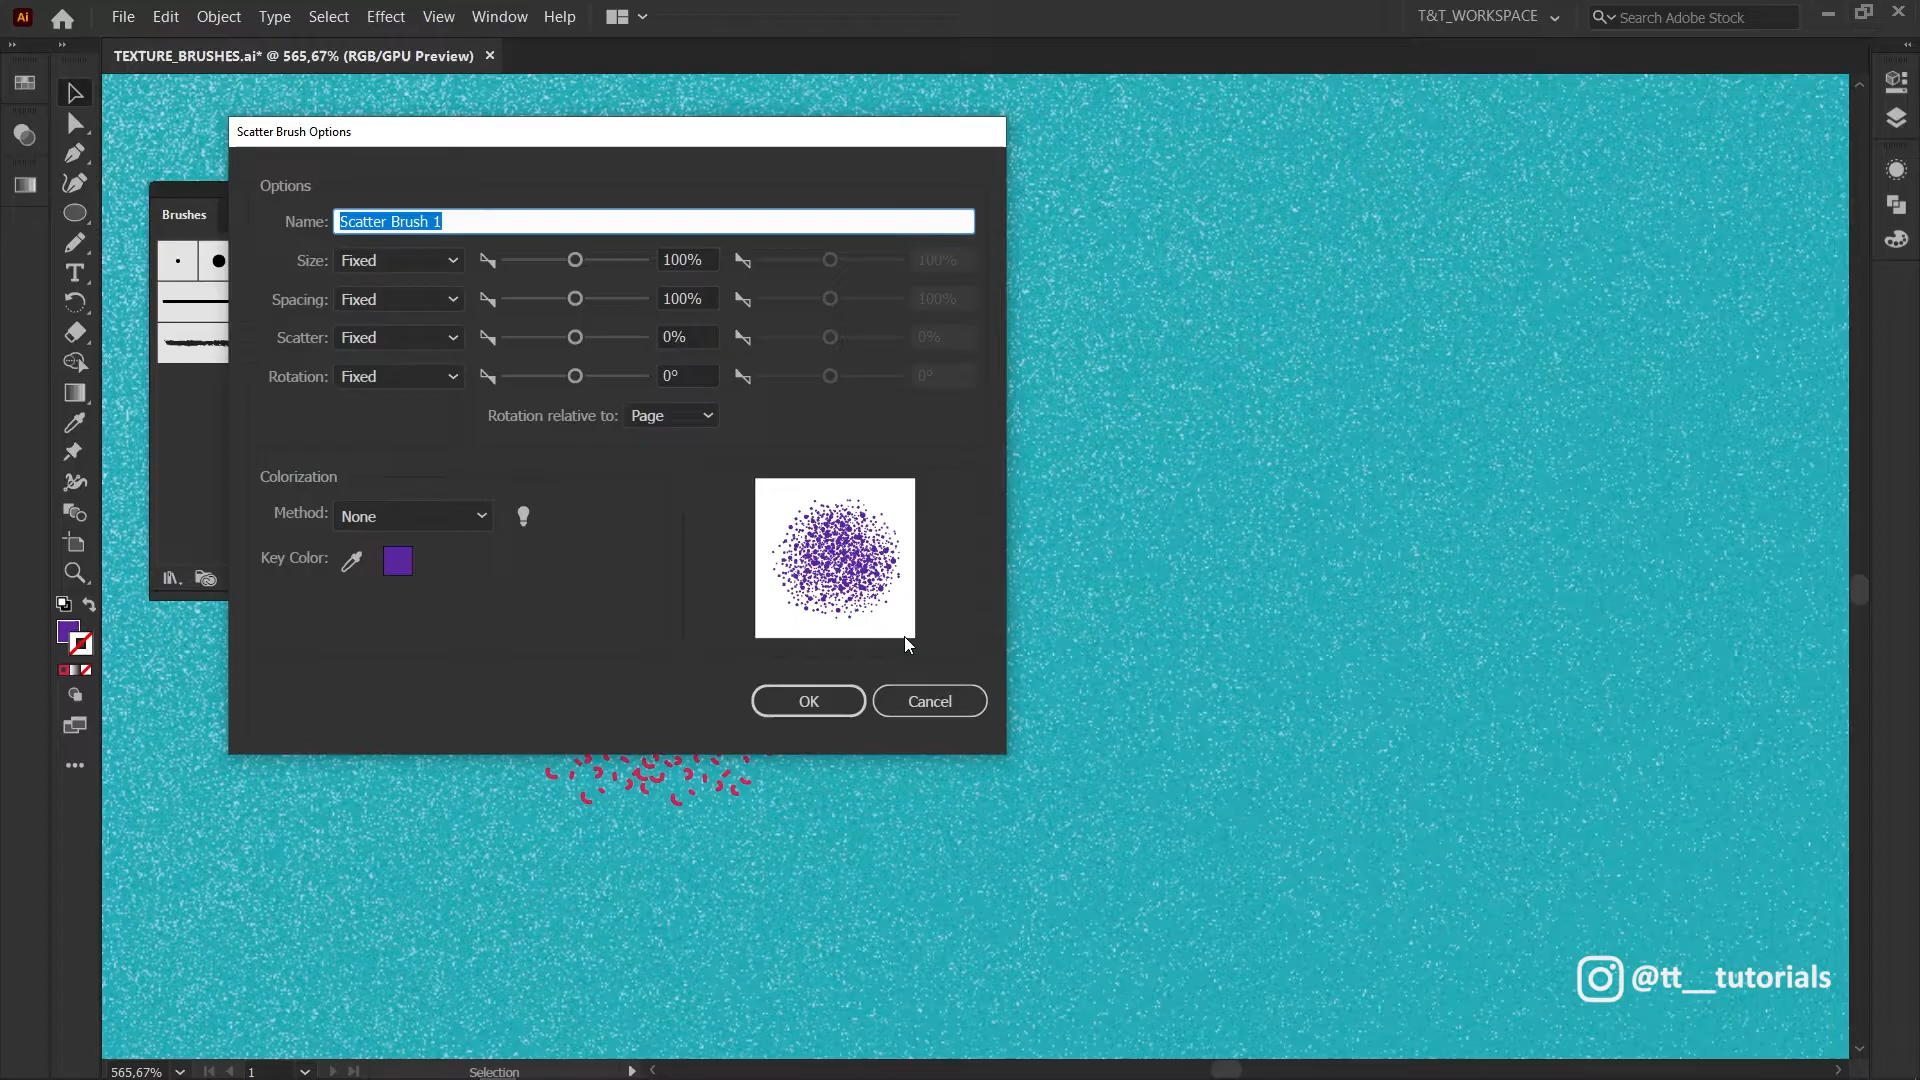 Ai File Edit Object Type Select Effect View Window Help T&T_WORKSPACE Search Adobe Stock
TEXTURE_BRUSHES.ai* @ 565,67% (RGB/GPU Preview)
Scatter Brush Options
Options
Brushes
Name: Scatter Brush 1
Size: Fixed 100% 100%
Spacing: Fixed 100% 100%
Scatter: Fixed 0% 0%
Rotation: Fixed 0° 0°
Rotation relative to: Page
Colorization
Method: None
Key Color:
OK Cancel
@tt__tutorials
565,67% 1 Selection